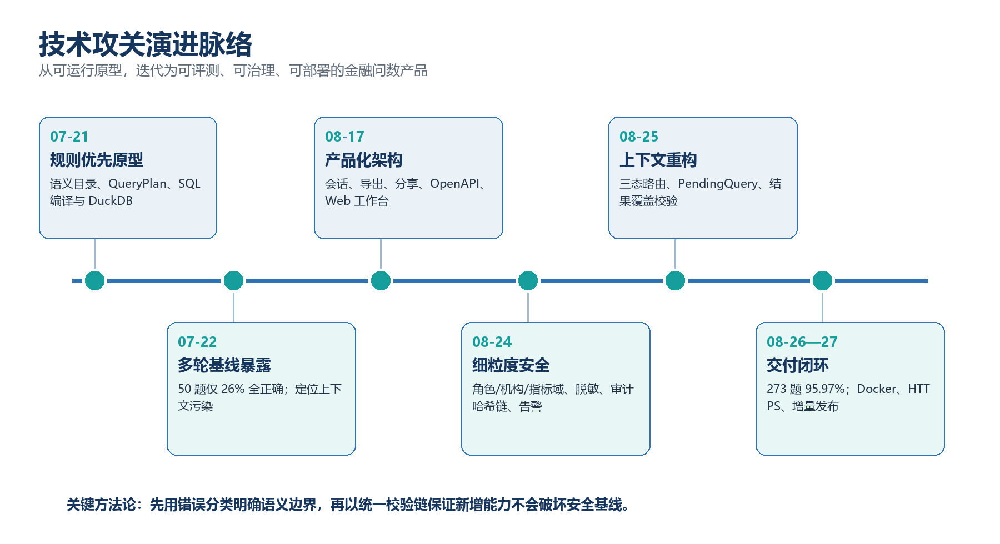 技术攻关演进脉络
从可运行原型，迭代为可评测、可治理、可部署的金融问数产品
07-21
规则优先原型
语义目录、QueryPlan、SQL
编译与 DuckDB
08-17
产品化架构
会话、导出、分享、OpenAPI、
Web 工作台
08-25
上下文重构
三态路由、PendingQuery、结
果覆盖校验
07-22
多轮基线暴露
50 题仅 26% 全正确；定位上下
文污染
08-24
细粒度安全
角色/机构/指标域、脱敏、审计
哈希链、告警
08-26—27
交付闭环
273 题 95.97%；Docker、HTT
PS、增量发布
关键方法论：先用错误分类明确语义边界，再以统一校验链保证新增能力不会破坏安全基线。